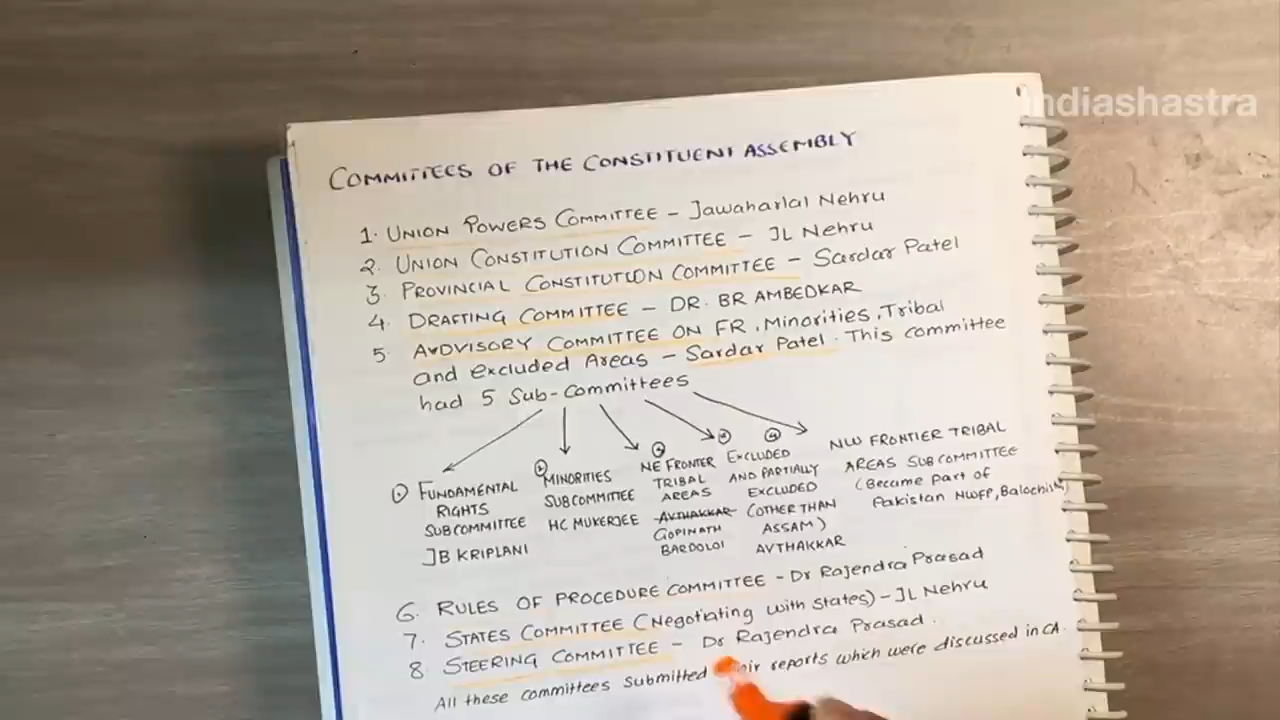 indiashastra
COMMITTEES OF THE CONSTITUENT ASSEMBLY
1. UNION POWERS COMMITTEE - Jawaharlal Nehru
2. UNION CONSTITUTION COMMITTEE - JL Nehru
3. PROVINCIAL CONSTITUTION COMMITTEE - Sardar Patel
4. DRAFTING COMMITTEE - DR. BR AMBEDKAR
5. ADVISORY COMMITTEE ON FR, Minorities, Tribal
and excluded Areas - Sardar Patel. This committee
had 5 Sub-Committees
① FUNDAMENTAL
RIGHTS
SUBCOMMITTEE
JB KRIPLANI
② MINORITIES
SUBCOMMITTEE
HC MUKERJEE
③ NE FRONTER
TRIBAL
AREAS
AVTHAKKAR
GOPINATH
BARDOLOI
④ EXCLUDED
AND PARTIALLY
EXCLUDED
(OTHER THAN
ASSAM)
AVTHAKKAR
NW FRONTIER TRIBAL
AREAS SUBCOMMITTEE
(Became part of
Pakistan NWFP,
6. RULES OF PROCEDURE COMMITTEE - Dr Rajendra Prasad
7. STATES COMMITTEE (Negotiating with states) - JL Nehru
8 STEERING COMMITTEE - Dr Rajendra Prasad.
All these committees submitted reports which were discussed in CA.